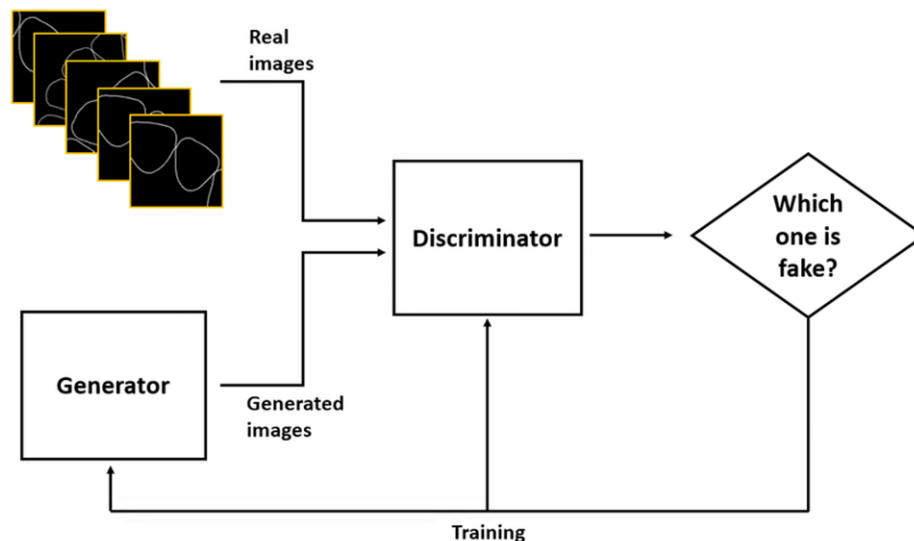 Real
images
Discriminator
Which
one is
fake?
Generator
Generated
images
Training